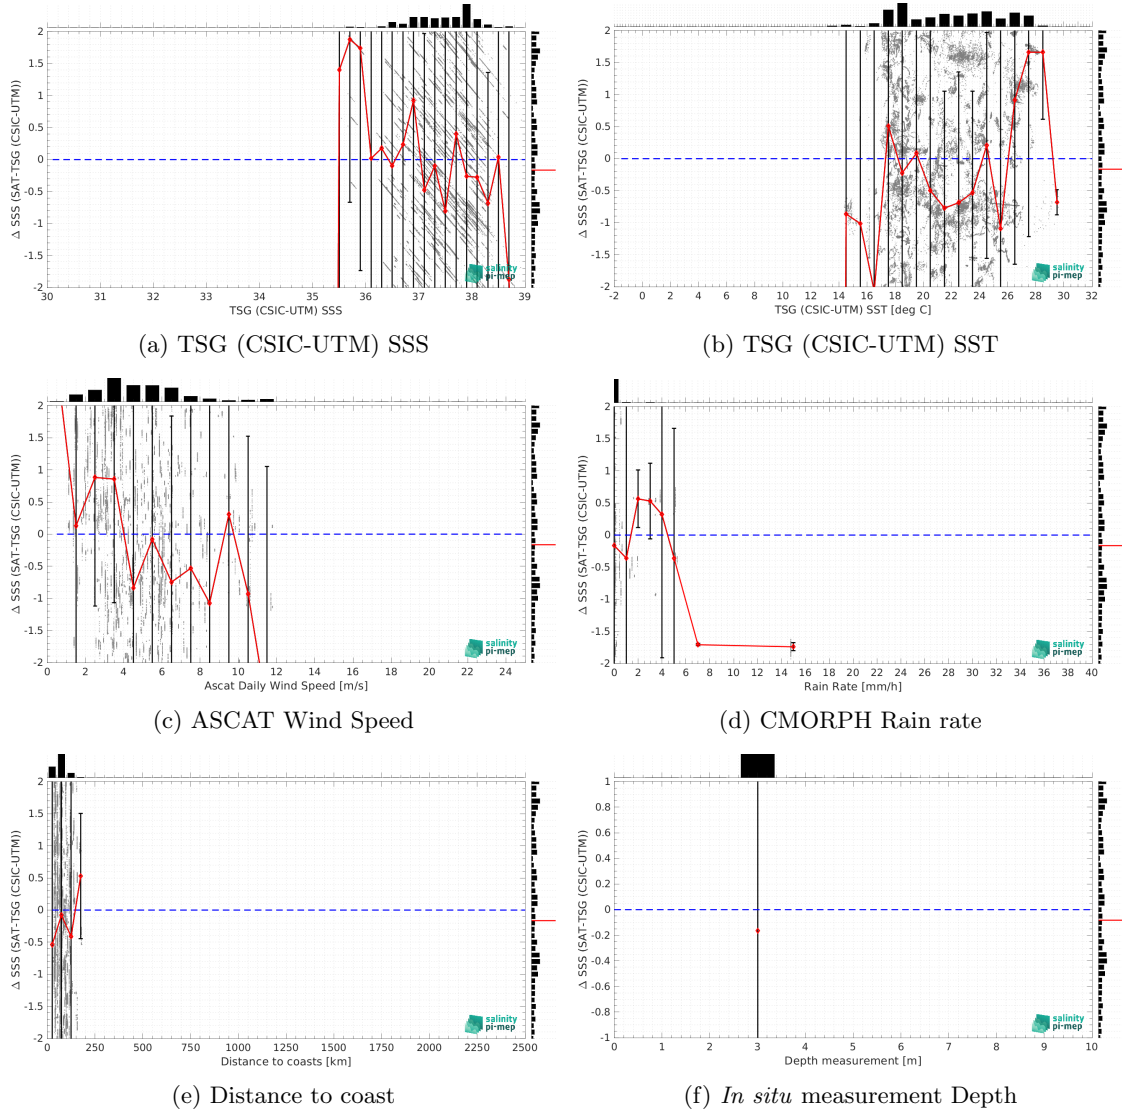 2
1.5
1
0.5
0
-0.5
-1
-1.5
-2
Δ SSS (SAT-TSG (CSIC-UTM))
30 31 32 33 34 35 36 37 38 39
TSG (CSIC-UTM) SSS
salinity
pi-mep
(a) TSG (CSIC-UTM) SSS
2
1.5
1
0.5
0
-0.5
-1
-1.5
-2
Δ SSS (SAT-TSG (CSIC-UTM))
-2 0 2 4 6 8 10 12 14 16 18 20 22 24 26 28 30 32
TSG (CSIC-UTM) SST [deg C]
salinity
pi-mep
(b) TSG (CSIC-UTM) SST
2
1.5
1
0.5
0
-0.5
-1
-1.5
-2
Δ SSS (SAT-TSG (CSIC-UTM))
0 2 4 6 8 10 12 14 16 18 20 22 24
Ascat Daily Wind Speed [m/s]
salinity
pi-mep
(c) ASCAT Wind Speed
2
1.5
1
0.5
0
-0.5
-1
-1.5
-2
Δ SSS (SAT-TSG (CSIC-UTM))
0 2 4 6 8 10 12 14 16 18 20 22 24 26 28 30 32 34 36 38 40
Rain Rate [mm/h]
salinity
pi-mep
(d) CMORPH Rain rate
2
1.5
1
0.5
0
-0.5
-1
-1.5
-2
Δ SSS (SAT-TSG (CSIC-UTM))
0 250 500 750 1000 1250 1500 1750 2000 2250 2500
Distance to coasts [km]
salinity
pi-mep
(e) Distance to coast
1
0.8
0.6
0.4
0.2
0
-0.2
-0.4
-0.6
-0.8
-1
Δ SSS (SAT-TSG (CSIC-UTM))
0 1 2 3 4 5 6 7 8 9 10
Depth measurement [m]
salinity
pi-mep
(f) In situ measurement Depth